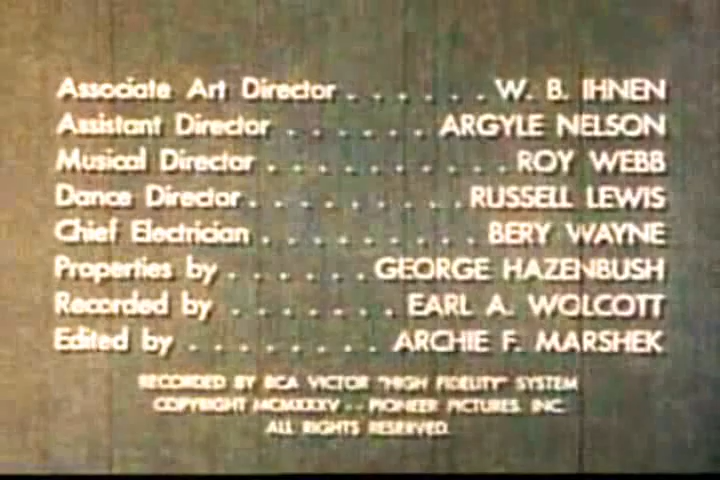 Associate Art Director . . . . . . W. B. IHNEN
Assistant Director . . . . . . ARGYLE NELSON
Musical Director . . . . . . . . . . ROY WEBB
Dance Director . . . . . . . . . RUSSELL LEWIS
Chief Electrician . . . . . . . . . BERY WAYNE
Properties by . . . . . . GEORGE HAZENBUSH
Recorded by . . . . . . . EARL A. WOLCOTT
Edited by . . . . . . . . ARCHIE F. MARSHEK
RECORDED BY RCA VICTOR "HIGH FIDELITY" SYSTEM
COPYRIGHT MCMXXXV -- PIONEER PICTURES, INC.
ALL RIGHTS RESERVED.